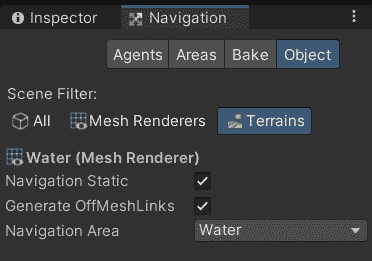 Inspector Navigation
Agents Areas Bake Object
Scene Filter:
All Mesh Renderers Terrains
Water (Mesh Renderer)
Navigation Static
Generate OffMeshLinks
Navigation Area Water